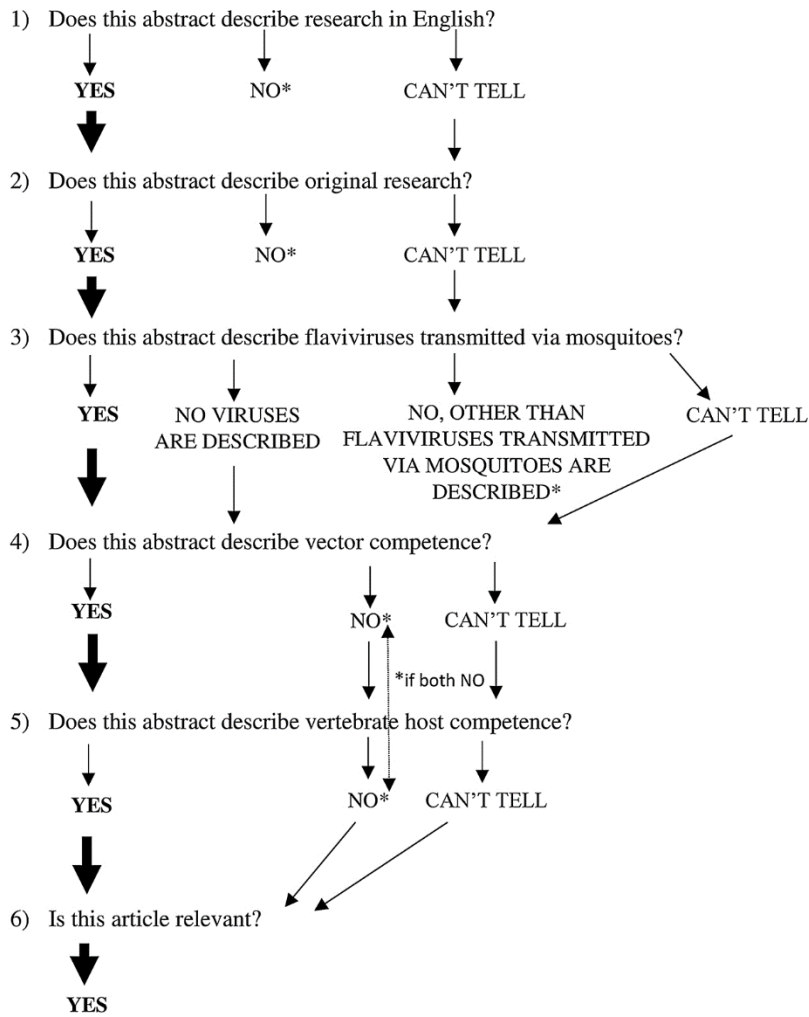 1) Does this abstract describe research in English?
YES NO* CAN'T TELL
2) Does this abstract describe original research?
YES NO* CAN'T TELL
3) Does this abstract describe flaviviruses transmitted via mosquitoes?
YES
NO VIRUSES
ARE DESCRIBED
NO, OTHER THAN
FLAVIVIRUSES TRANSMITTED
VIA MOSQUITOES ARE
DESCRIBED*
CAN'T TELL
4) Does this abstract describe vector competence?
YES NO* CAN'T TELL
*if both NO
5) Does this abstract describe vertebrate host competence?
YES NO* CAN'T TELL
6) Is this article relevant?
YES